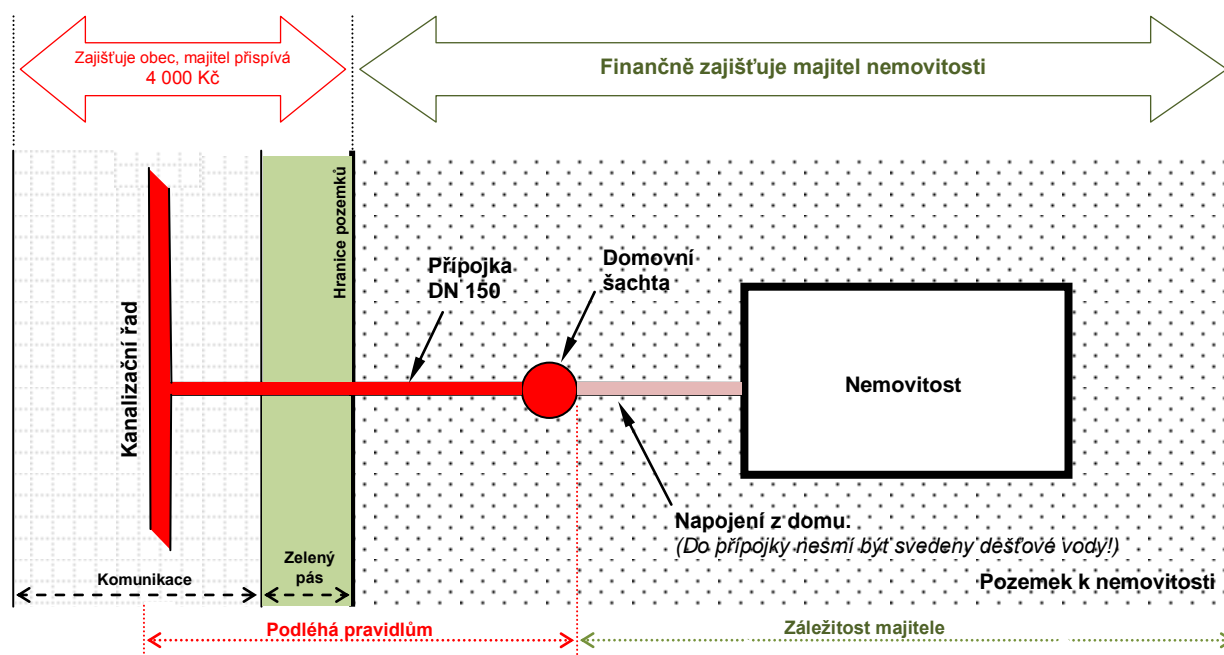 Zajišťuje obec, majitel přispívá
4 000 Kč
Finančně zajišťuje majitel nemovitosti
Hranice pozemků
Kanalizační řad
Přípojka
DN 150
Domovní
šachta
Nemovitost
Napojení z domu:
(Do přípojky nesmí být svedeny dešťové vody!)
Pozemek k nemovitosti
Komunikace
Zelený
pás
Podléhá pravidlům
Záležitost majitele